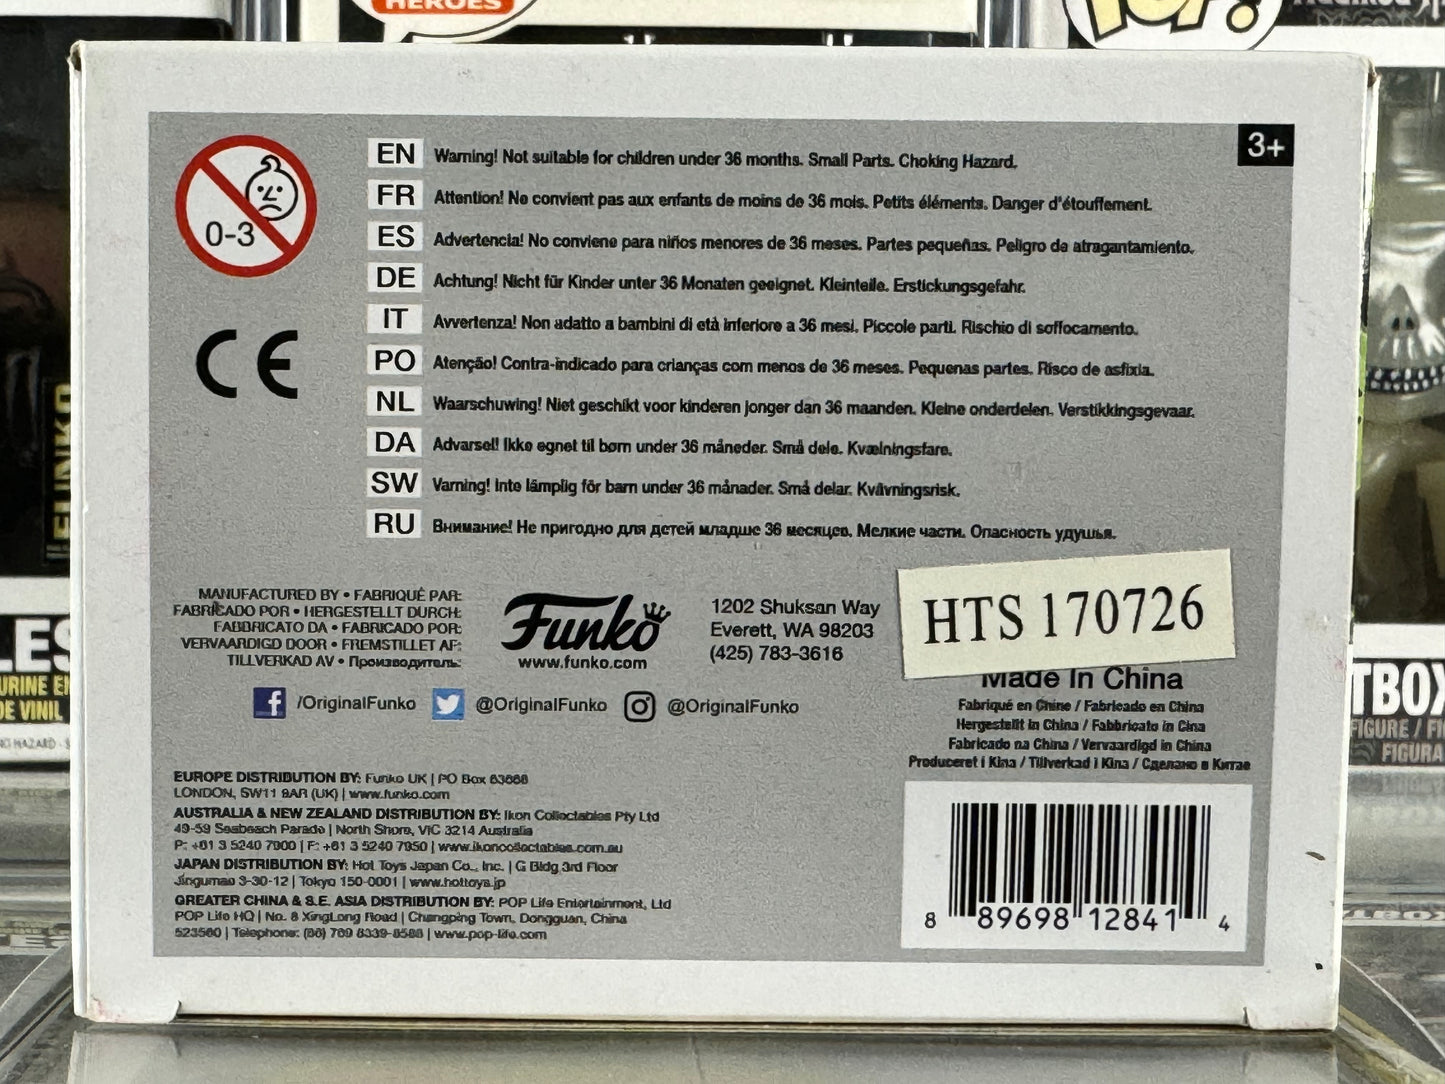 HEROES
POP!
3+
0-3
EN Warning! Not suitable for children under 36 months. Small Parts. Choking Hazard.
FR Attention! Ne convient pas aux enfants de moins de 36 mois. Petits éléments. Danger d'étouffement.
ES Advertencia! No conviene para niños menores de 36 meses. Partes pequeñas. Peligro de atragantamiento.
DE Achtung! Nicht für Kinder unter 36 Monaten geeignet. Kleinteile. Erstickungsgefahr.
IT Avvertenza! Non adatto a bambini di età inferiore a 36 mesi. Piccole parti. Rischio di soffocamento.
PO Atenção! Contra-indicado para crianças com menos de 36 meses. Pequenas partes. Risco de asfixia.
NL Waarschuwing! Niet geschikt voor kinderen jonger dan 36 maanden. Kleine onderdelen. Verstikkingsgevaar.
DA Advarsel! Ikke egnet til børn under 36 måneder. Små dele. Kvælningsfare.
SW Varning! Inte lämplig för barn under 36 månader. Små delar. Kvävningsrisk.
RU Внимание! Не пригодно для детей младше 36 месяцев. Мелкие части. Опасность удушья.
CE
MANUFACTURED BY • FABRIQUÉ PAR:
FABRICADO POR • HERGESTELLT DURCH:
FABBRICATO DA • FABRICADO POR:
VERVAARDIGD DOOR • FREMSTILLET AF:
TILLVERKAD AV • Производитель:
Funko
www.funko.com
1202 Shuksan Way
Everett, WA 98203
(425) 783-3616
HTS 170726
/OriginalFunko @OriginalFunko @OriginalFunko
Made In China
Fabriqué en Chine / Fabricado en China
Hergestellt in China / Fabbricato in Cina
Fabricado na China / Vervaardigd in China
Produceret i Kina / Tillverkad i Kina / Сделано в Китае
EUROPE DISTRIBUTION BY: Funko UK | PO Box 63668
LONDON, SW11 9AR (UK) | www.funko.com
AUSTRALIA & NEW ZEALAND DISTRIBUTION BY: Ikon Collectables Pty Ltd
49-59 Seabeach Parade | North Shore, VIC 3214 Australia
P: +61 3 5240 7900 | F: +61 3 5240 7950 | www.ikoncollectables.com.au
JAPAN DISTRIBUTION BY: Hot Toys Japan Co., Inc. | G Bldg 3rd Floor
Jingumae 3-30-12 | Tokyo 150-0001 | www.hottoys.jp
GREATER CHINA & S.E. ASIA DISTRIBUTION BY: POP Life Entertainment, Ltd
POP Life HQ | No. 8 XingLong Road | Changping Town, Dongguan, China
523560 | Telephone: (86) 769 8339-8588 | www.pop-life.com
8 89698 12841 4
FUNKO
DE VINIL
FIGURA